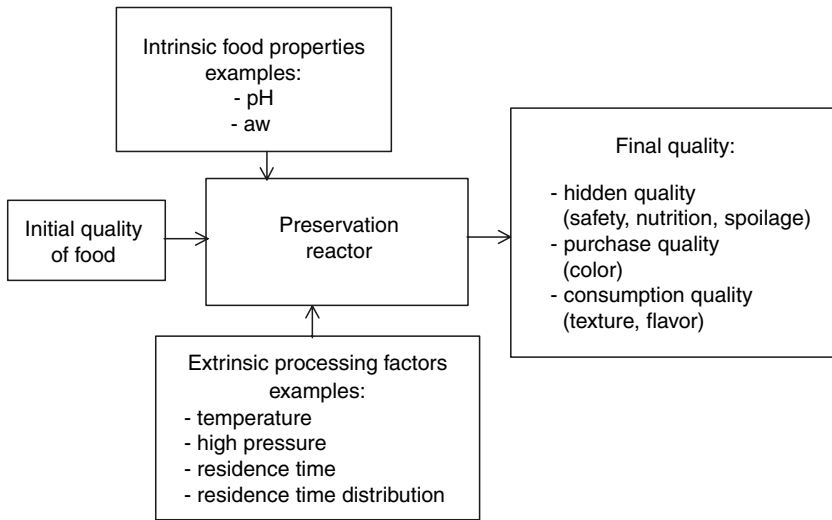 Intrinsic food properties
examples:
- pH
- aw
Initial quality
of food
Preservation
reactor
Extrinsic processing factors
examples:
- temperature
- high pressure
- residence time
- residence time distribution
Final quality:
- hidden quality
(safety, nutrition, spoilage)
- purchase quality
(color)
- consumption quality
(texture, flavor)